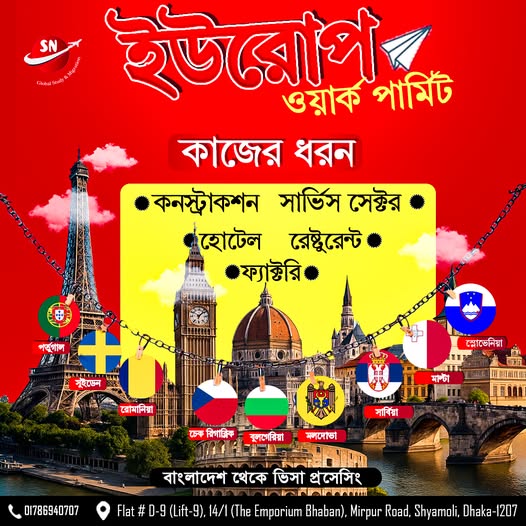 SN
Global Study & Migration
ইউরোপ
ওয়ার্ক পার্মিট
কাজের ধরন
কনস্ট্রাকশন সার্ভিস সেক্টর
হোটেল রেষ্টুরেন্ট
ফ্যাক্টরি
পর্তুগাল
সুইডেন
রোমানিয়া
চেক রিপাব্লিক
বুলগেরিয়া
মলদোভা
সার্বিয়া
মাল্টা
স্লোভেনিয়া
বাংলাদেশ থেকে ভিসা প্রসেসিং
01786940707 Flat # D-9 (Lift-9), 14/1 (The Emporium Bhaban), Mirpur Road, Shyamoli, Dhaka-1207